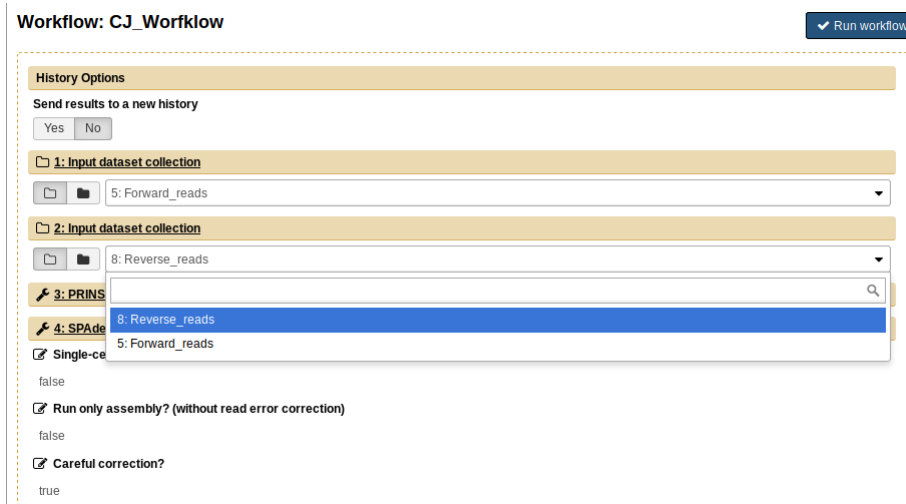 Workflow: CJ_Worfklow
Run workflow
History Options
Send results to a new history
Yes No
1: Input dataset collection
5: Forward_reads
2: Input dataset collection
8: Reverse_reads
3: PRINS
8: Reverse_reads
4: SPAde
5: Forward_reads
Single-ce
false
Run only assembly? (without read error correction)
false
Careful correction?
true